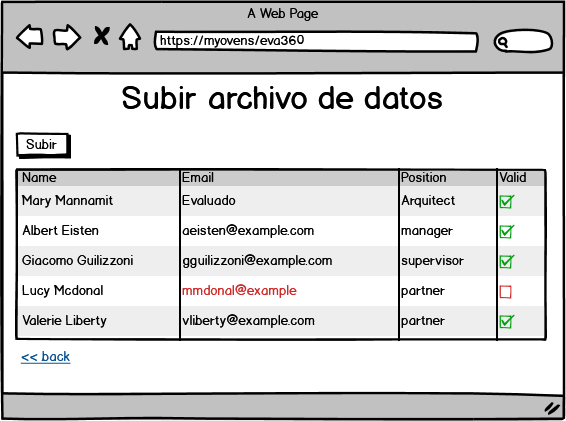 A Web Page
https://myovens/eva360
Subir archivo de datos
Subir
Name Email Position Valid
Mary Mannamit Evaluado Arquitect
Albert Eisten aeisten@example.com manager
Giacomo Guilizzoni gguilizzoni@example.com supervisor
Lucy Mcdonal mmdonal@example partner
Valerie Liberty vliberty@example.com partner
<< back